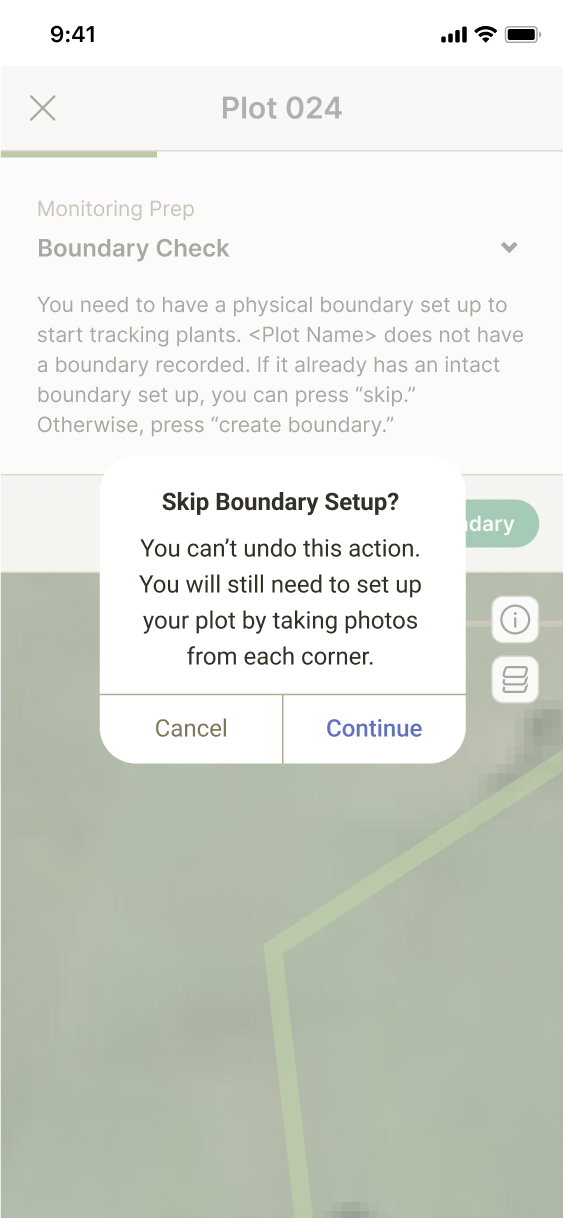 9:41
Plot 024
Monitoring Prep
Boundary Check
You need to have a physical boundary set up to
start tracking plants. <Plot Name> does not have
a boundary recorded. If it already has an intact
boundary set up, you can press “skip.”
Otherwise, press “create boundary.”
Skip Boundary Setup?
You can’t undo this action.
You will still need to set up
your plot by taking photos
from each corner.
Cancel
Continue